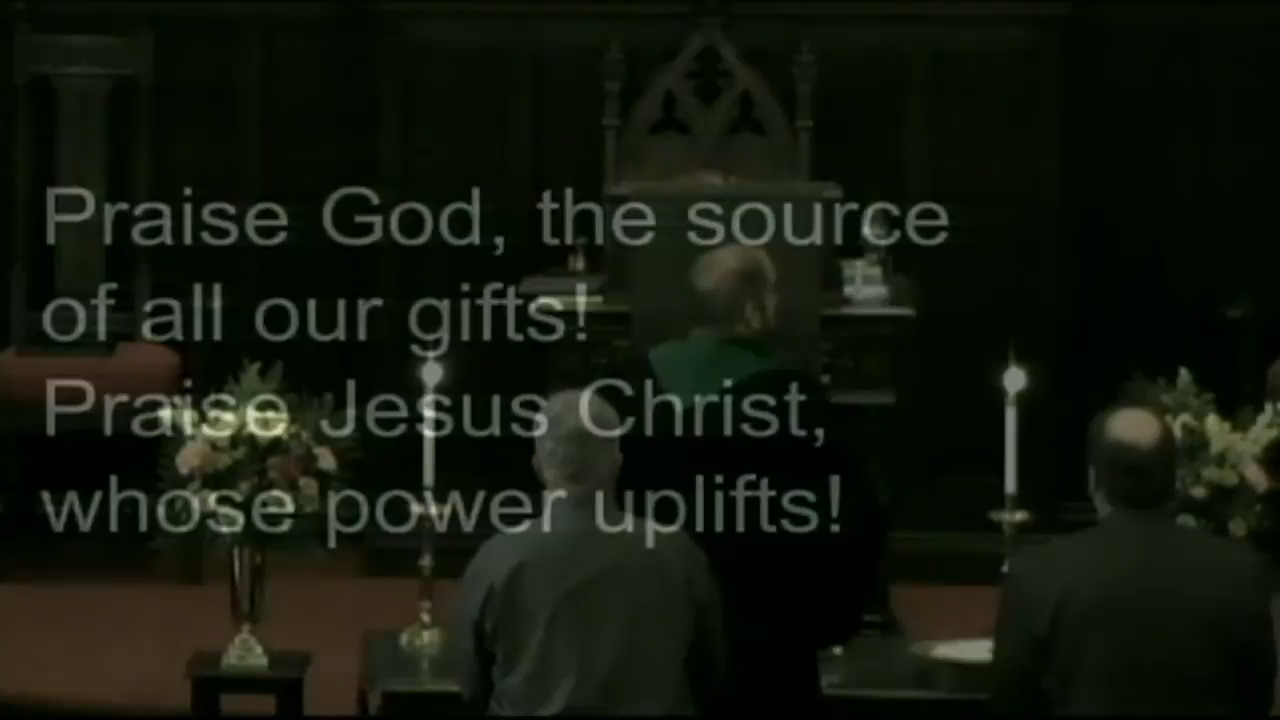 Praise God, the source
of all our gifts!
Praise Jesus Christ,
whose power uplifts!